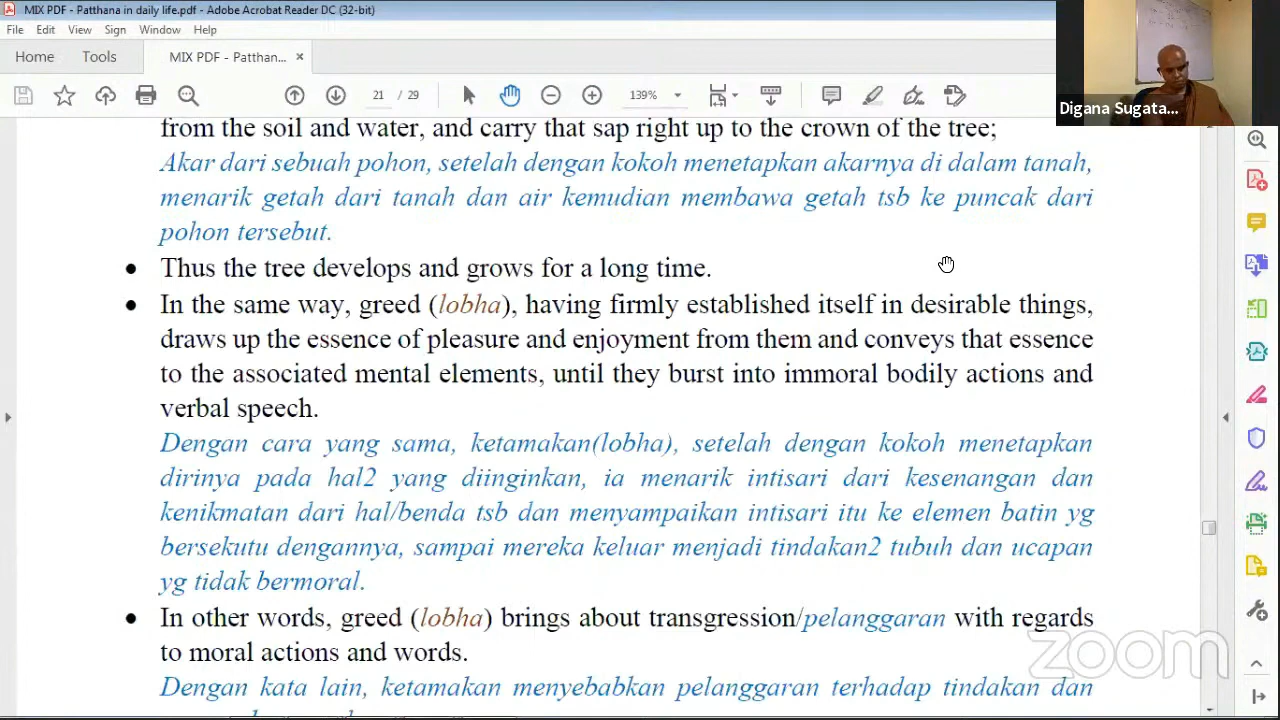 MIX PDF - Patthana in daily life.pdf - Adobe Acrobat Reader DC (32-bit)
File Edit View Sign Window Help
Home Tools MIX PDF - Patthan... ×
21 / 29 139%
Digana Sugata...
from the soil and water, and carry that sap right up to the crown of the tree;
Akar dari sebuah pohon, setelah dengan kokoh menetapkan akarnya di dalam tanah,
menarik getah dari tanah dan air kemudian membawa getah tsb ke puncak dari
pohon tersebut.
• Thus the tree develops and grows for a long time.
• In the same way, greed (lobha), having firmly established itself in desirable things,
draws up the essence of pleasure and enjoyment from them and conveys that essence
to the associated mental elements, until they burst into immoral bodily actions and
verbal speech.
Dengan cara yang sama, ketamakan(lobha), setelah dengan kokoh menetapkan
dirinya pada hal2 yang diinginkan, ia menarik intisari dari kesenangan dan
kenikmatan dari hal/benda tsb dan menyampaikan intisari itu ke elemen batin yg
bersekutu dengannya, sampai mereka keluar menjadi tindakan2 tubuh dan ucapan
yg tidak bermoral.
• In other words, greed (lobha) brings about transgression/pelanggaran with regards
to moral actions and words.
Dengan kata lain, ketamakan menyebabkan pelanggaran terhadap tindakan dan
zoom